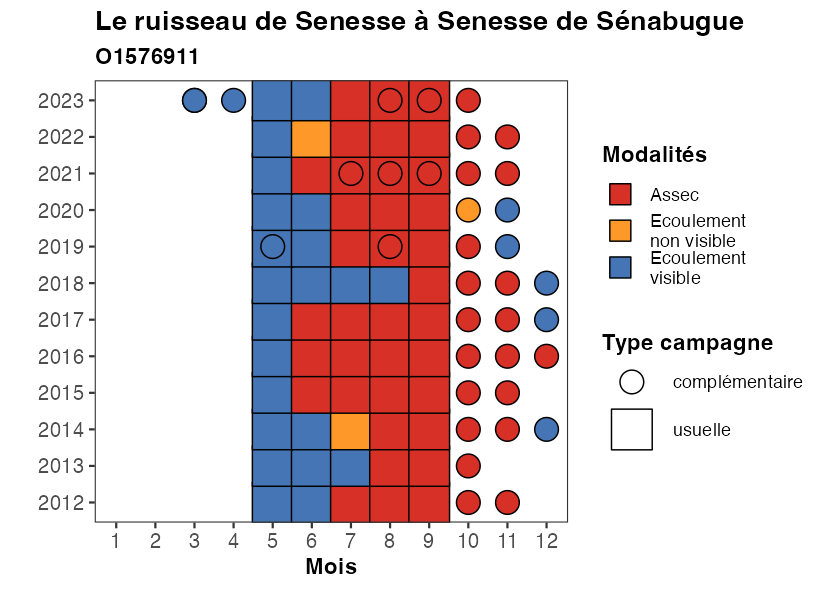 Le ruisseau de Senesse à Senesse de Sénabugue
O1576911
2023
2022
2021
2020
2019
2018
2017
2016
2015
2014
2013
2012
1 2 3 4 5 6 7 8 9 10 11 12
Mois
Modalités
Assec
Ecoulement
non visible
Ecoulement
visible
Type campagne
complémentaire
usuelle